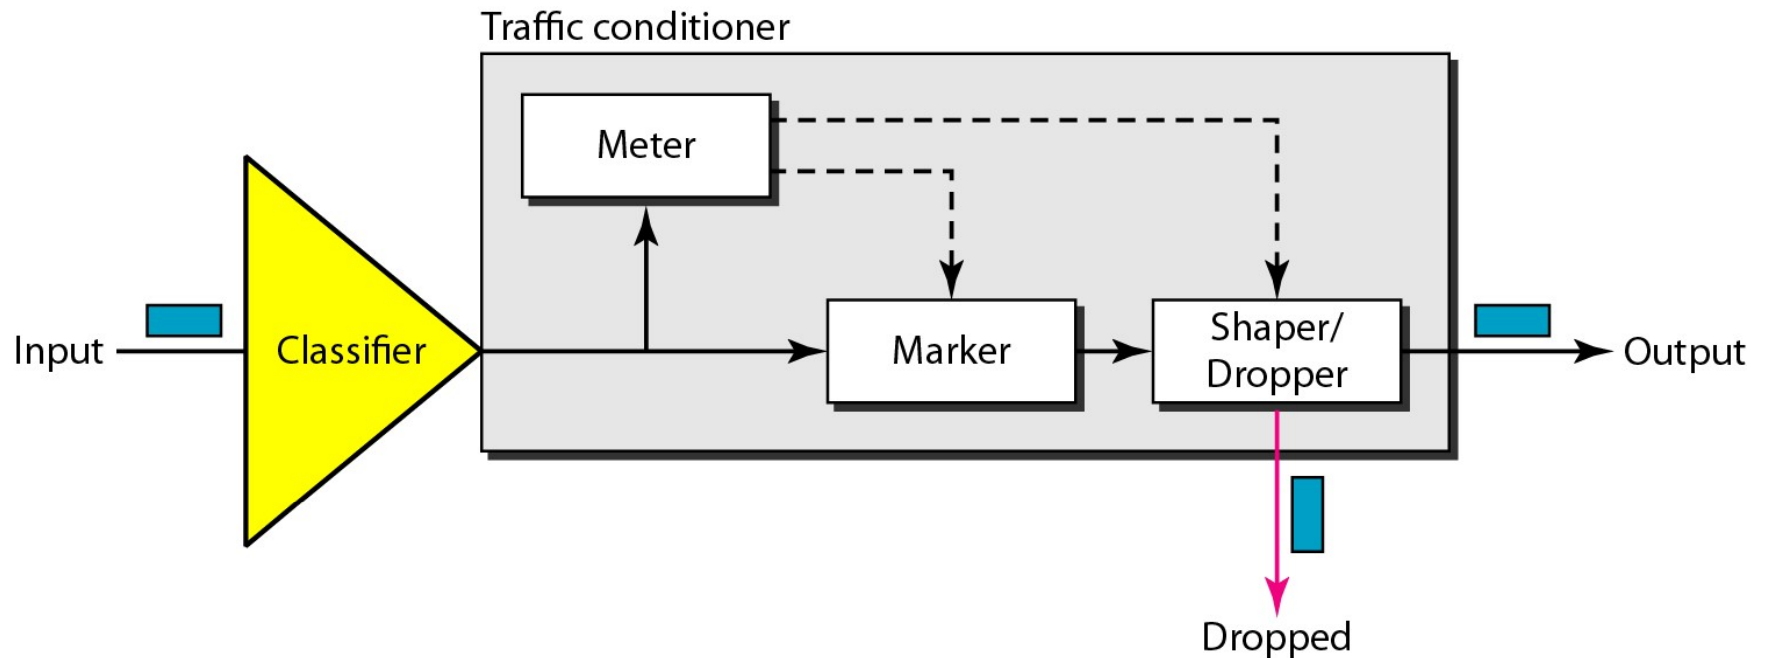 Traffic conditioner
Meter
Input
Classifier
Marker
Shaper/
Dropper
Output
Dropped